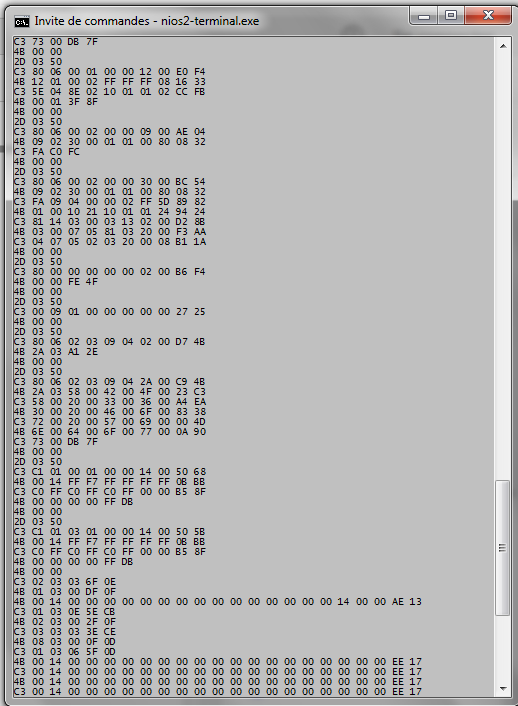 Invite de commandes - nios2-terminal.exe
C3 73 00 DB 7F
4B 00 00
2D 03 50
C3 80 06 00 01 00 00 12 00 E0 F4
4B 12 01 00 02 FF FF FF 08 16 33
C3 5E 04 8E 02 10 01 01 02 CC FB
4B 00 01 3F 8F
4B 00 00
2D 03 50
C3 80 06 00 02 00 00 09 00 AE 04
4B 09 02 30 00 01 01 00 80 08 32
C3 FA C0 FC
4B 00 00
2D 03 50
C3 80 06 00 02 00 00 30 00 BC 54
4B 09 02 30 00 01 01 00 80 08 32
C3 FA 09 04 00 00 02 FF 5D 89 82
4B 01 00 10 21 10 01 01 24 94 24
C3 81 14 03 00 03 13 02 00 D2 8B
4B 03 00 07 05 81 03 20 00 F3 AA
C3 04 07 05 02 03 20 00 08 B1 1A
4B 00 00
2D 03 50
C3 80 00 00 00 00 00 02 00 B6 F4
4B 00 00 FE 4F
4B 00 00
2D 03 50
C3 00 09 01 00 00 00 00 00 27 25
4B 00 00
2D 03 50
C3 80 06 02 03 09 04 02 00 D7 4B
4B 2A 03 A1 2E
4B 00 00
2D 03 50
C3 80 06 02 03 09 04 2A 00 C9 4B
4B 2A 03 58 00 42 00 4F 00 23 C3
C3 58 00 20 00 33 00 36 00 A4 EA
4B 30 00 20 00 46 00 6F 00 83 38
C3 72 00 20 00 57 00 69 00 00 4D
4B 6E 00 64 00 6F 00 77 00 0A 90
C3 73 00 DB 7F
4B 00 00
2D 03 50
C3 C1 01 00 01 00 00 14 00 50 68
4B 00 14 FF F7 FF FF FF FF 0B BB
C3 C0 FF C0 FF C0 FF 00 00 B5 8F
4B 00 00 00 00 FF DB
4B 00 00
2D 03 50
C3 C1 01 03 01 00 00 14 00 50 5B
4B 00 14 FF F7 FF FF FF FF 0B BB
C3 C0 FF C0 FF C0 FF 00 00 B5 8F
4B 00 00 00 00 FF DB
4B 00 00
C3 02 03 03 6F 0E
4B 01 03 00 DF 0F
4B 00 14 00 00 00 00 00 00 00 00 00 00 00 00 00 14 00 00 AE 13
C3 01 03 0E 5E CB
4B 02 03 00 2F 0F
C3 03 03 03 3E CE
4B 08 03 00 0F 0D
C3 01 03 06 5F 0D
4B 00 14 00 00 00 00 00 00 00 00 00 00 00 00 00 00 00 00 EE 17
C3 00 14 00 00 00 00 00 00 00 00 00 00 00 00 00 00 00 00 EE 17
4B 00 14 00 00 00 00 00 00 00 00 00 00 00 00 00 00 00 00 EE 17
C3 00 14 00 00 00 00 00 00 00 00 00 00 00 00 00 00 00 00 EE 17